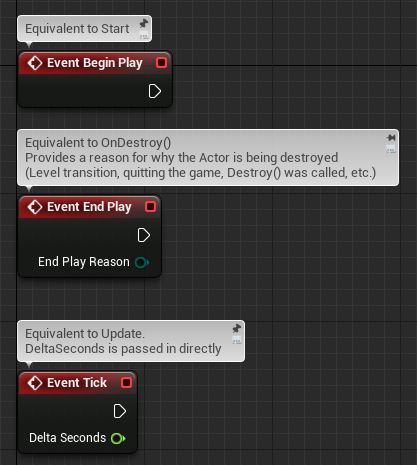 Equivalent to Start
Event Begin Play
Equivalent to OnDestroy()
Provides a reason for why the Actor is being destroyed
(Level transition, quitting the game, Destroy() was called, etc.)
Event End Play
End Play Reason
Equivalent to Update.
DeltaSeconds is passed in directly
Event Tick
Delta Seconds